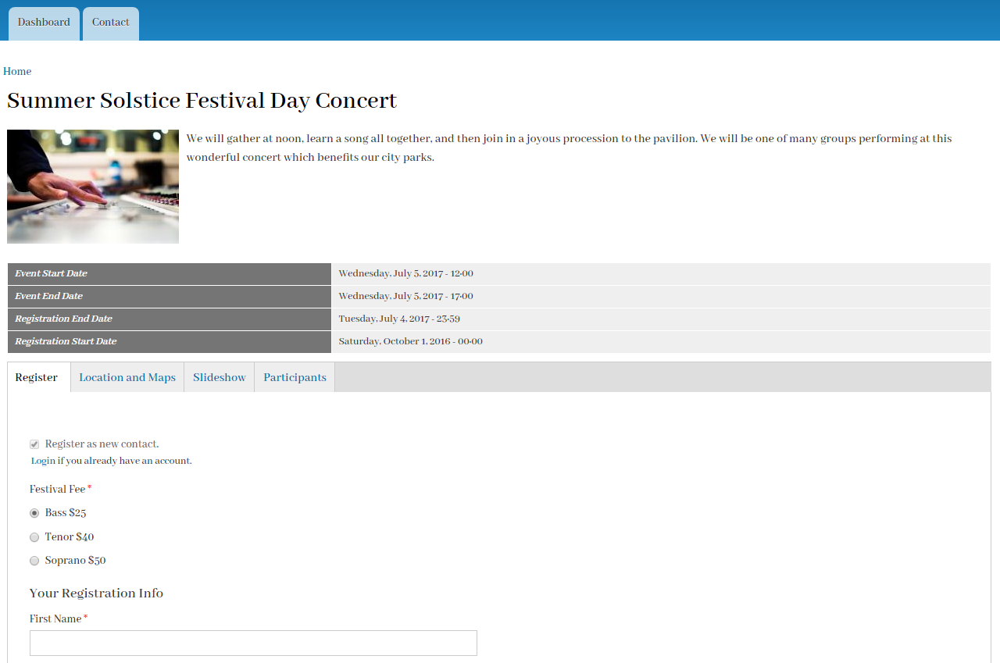 Dashboard Contact
Home
Summer Solstice Festival Day Concert
We will gather at noon, learn a song all together, and then join in a joyous procession to the pavilion. We will be one of many groups performing at this
wonderful concert which benefits our city parks.
Event Start Date Wednesday, July 5, 2017 - 12:00
Event End Date Wednesday, July 5, 2017 - 17:00
Registration End Date Tuesday, July 4, 2017 - 23:59
Registration Start Date Saturday, October 1, 2016 - 00:00
Register Location and Maps Slideshow Participants
Register as new contact.
Login if you already have an account.
Festival Fee *
Bass $25
Tenor $40
Soprano $50
Your Registration Info
First Name *